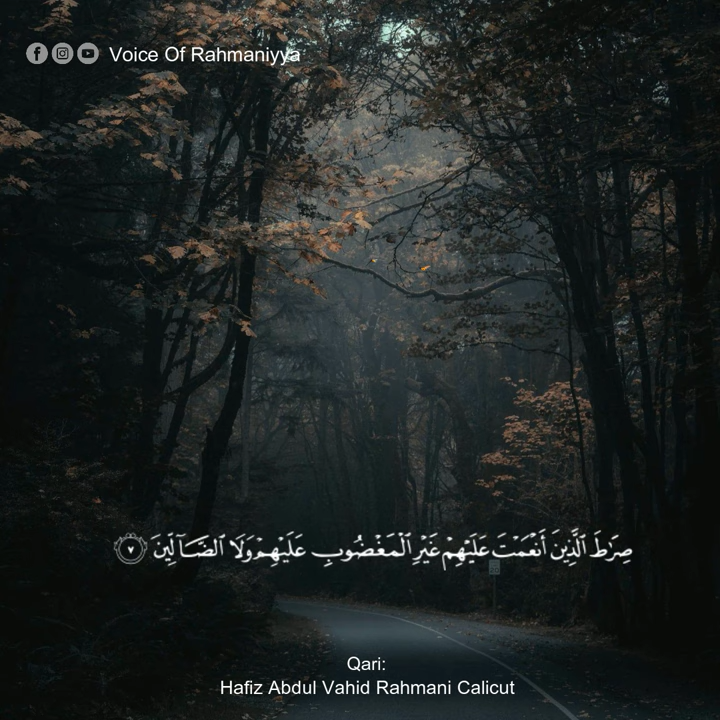 Voice Of Rahmaniyya
صِرَٰطَ ٱلَّذِينَ أَنْعَمْتَ عَلَيْهِمْ غَيْرِ ٱلْمَغْضُوبِ عَلَيْهِمْ وَلَا ٱلضَّآلِّينَ ٧
Qari:
Hafiz Abdul Vahid Rahmani Calicut